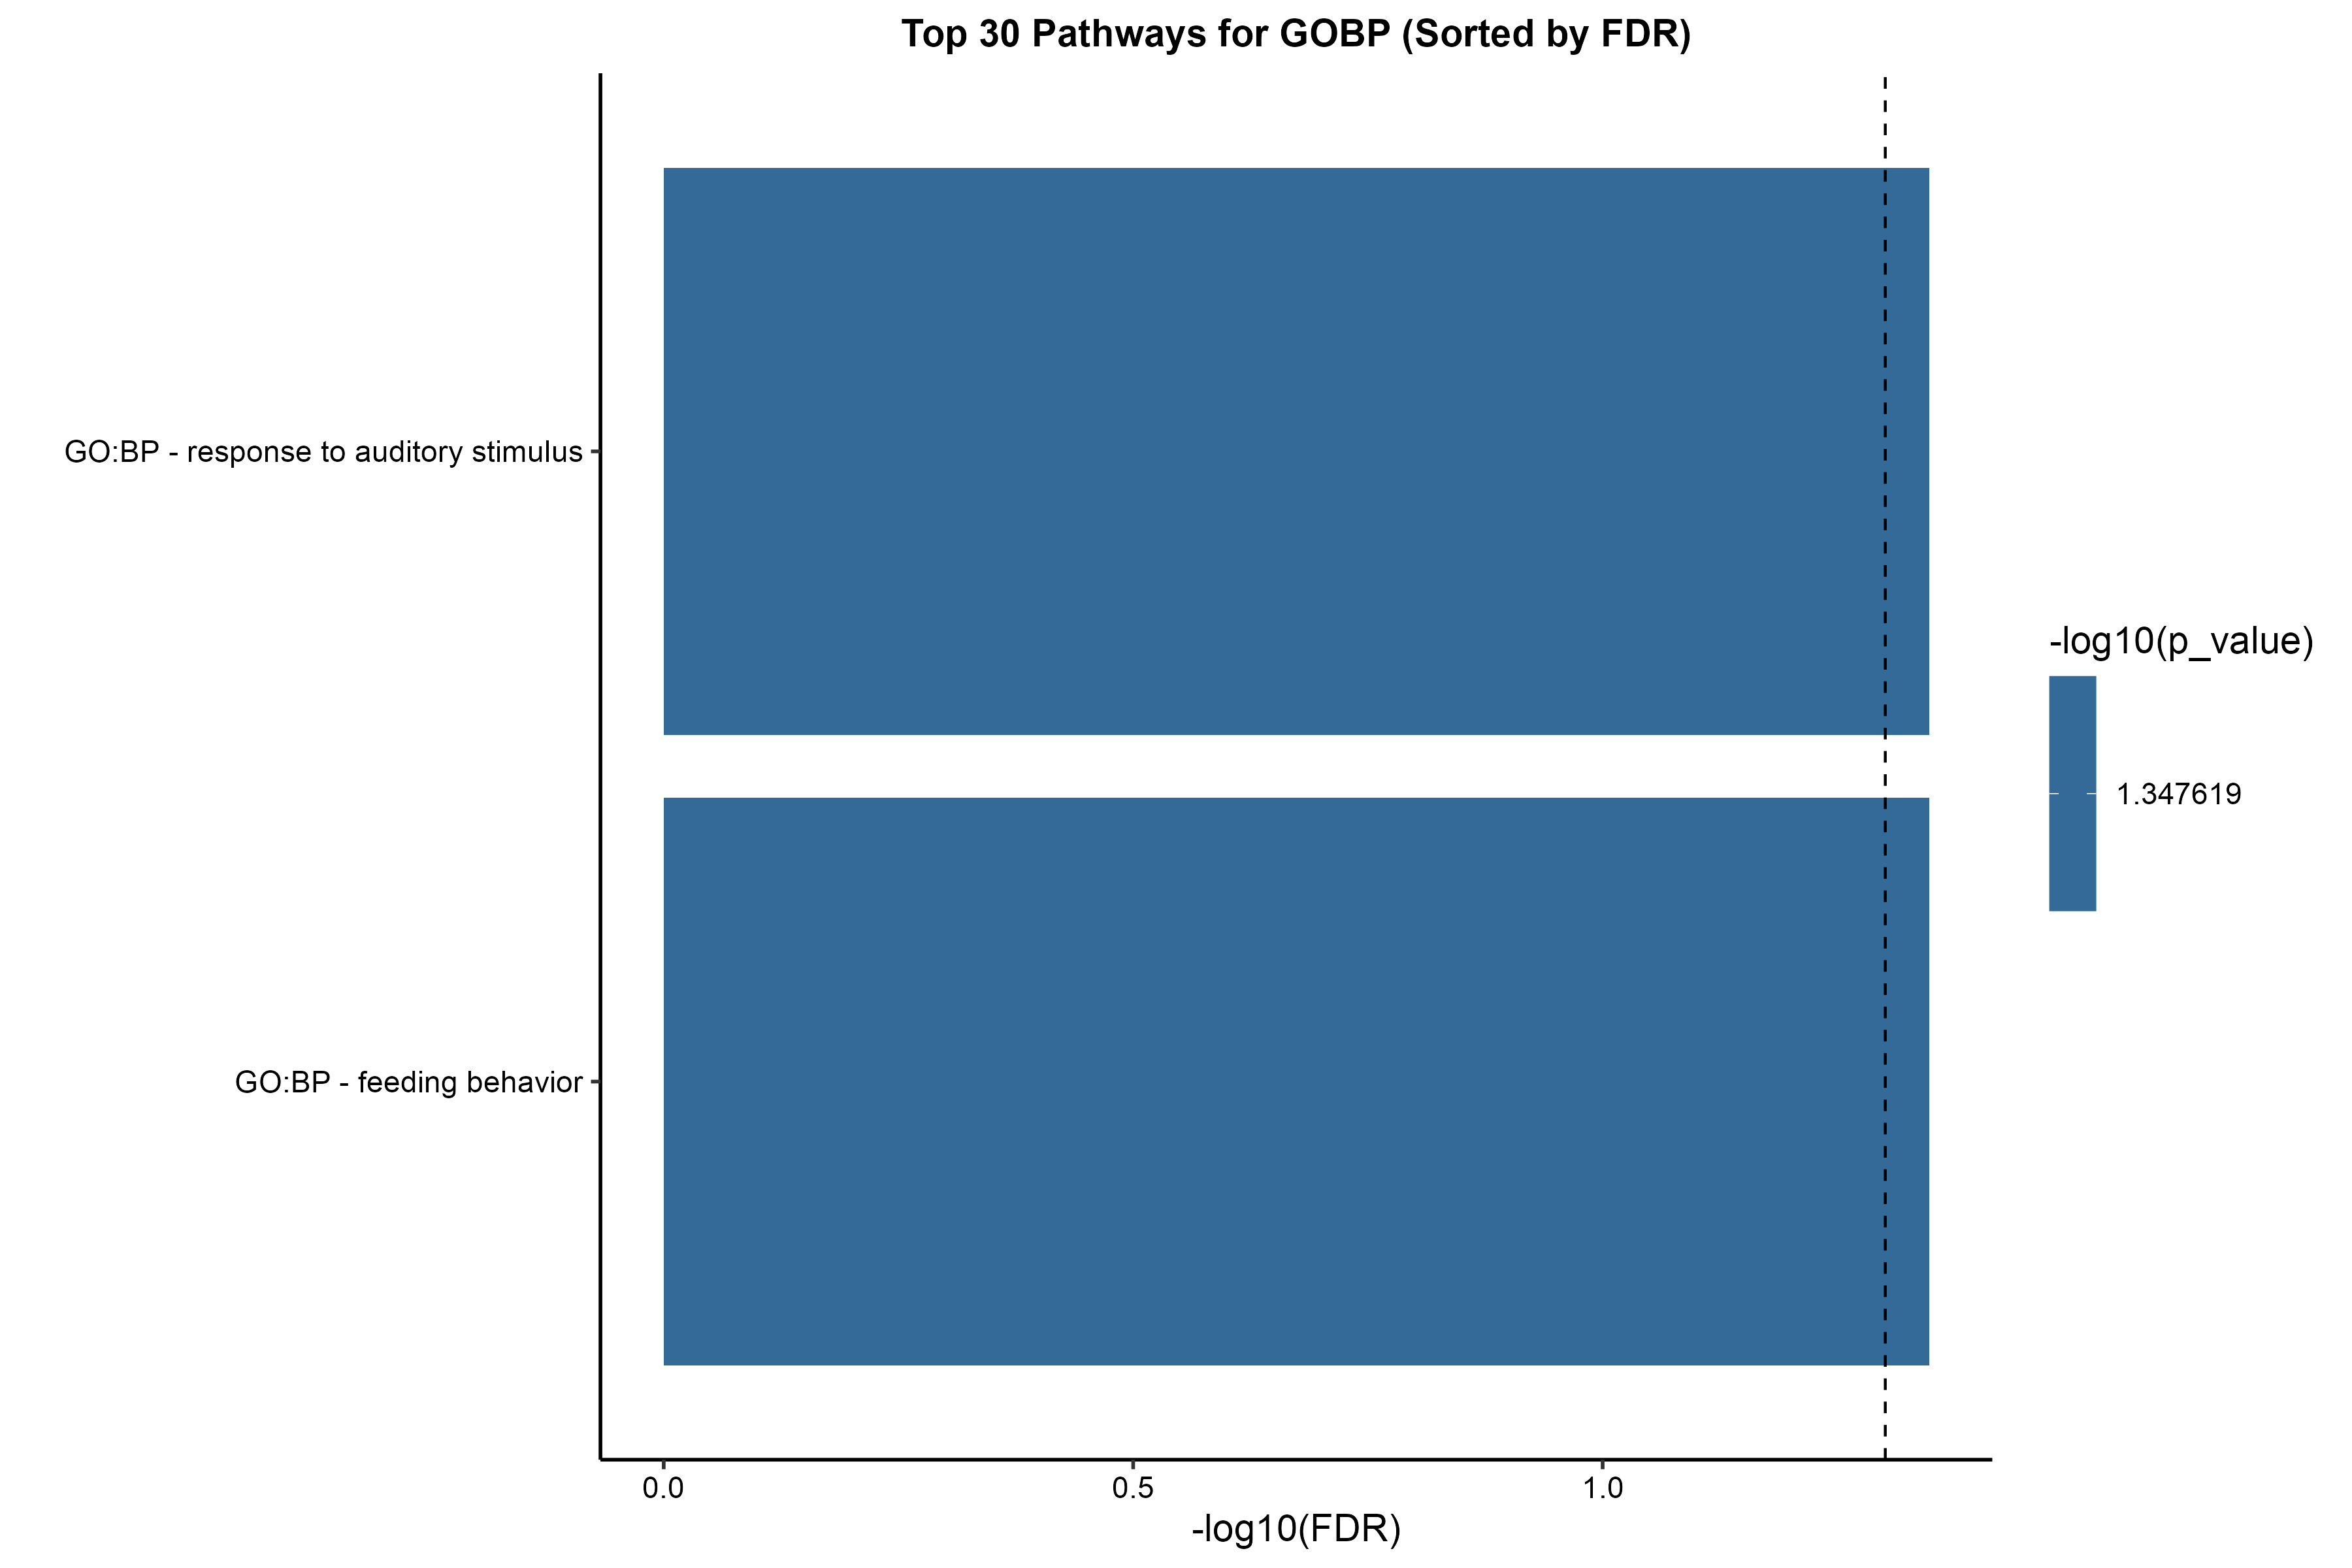 Top 30 Pathways for GOBP (Sorted by FDR)
GO:BP - response to auditory stimulus
GO:BP - feeding behavior
0.0
0.5
1.0
-log10(FDR)
-log10(p_value)
1.347619